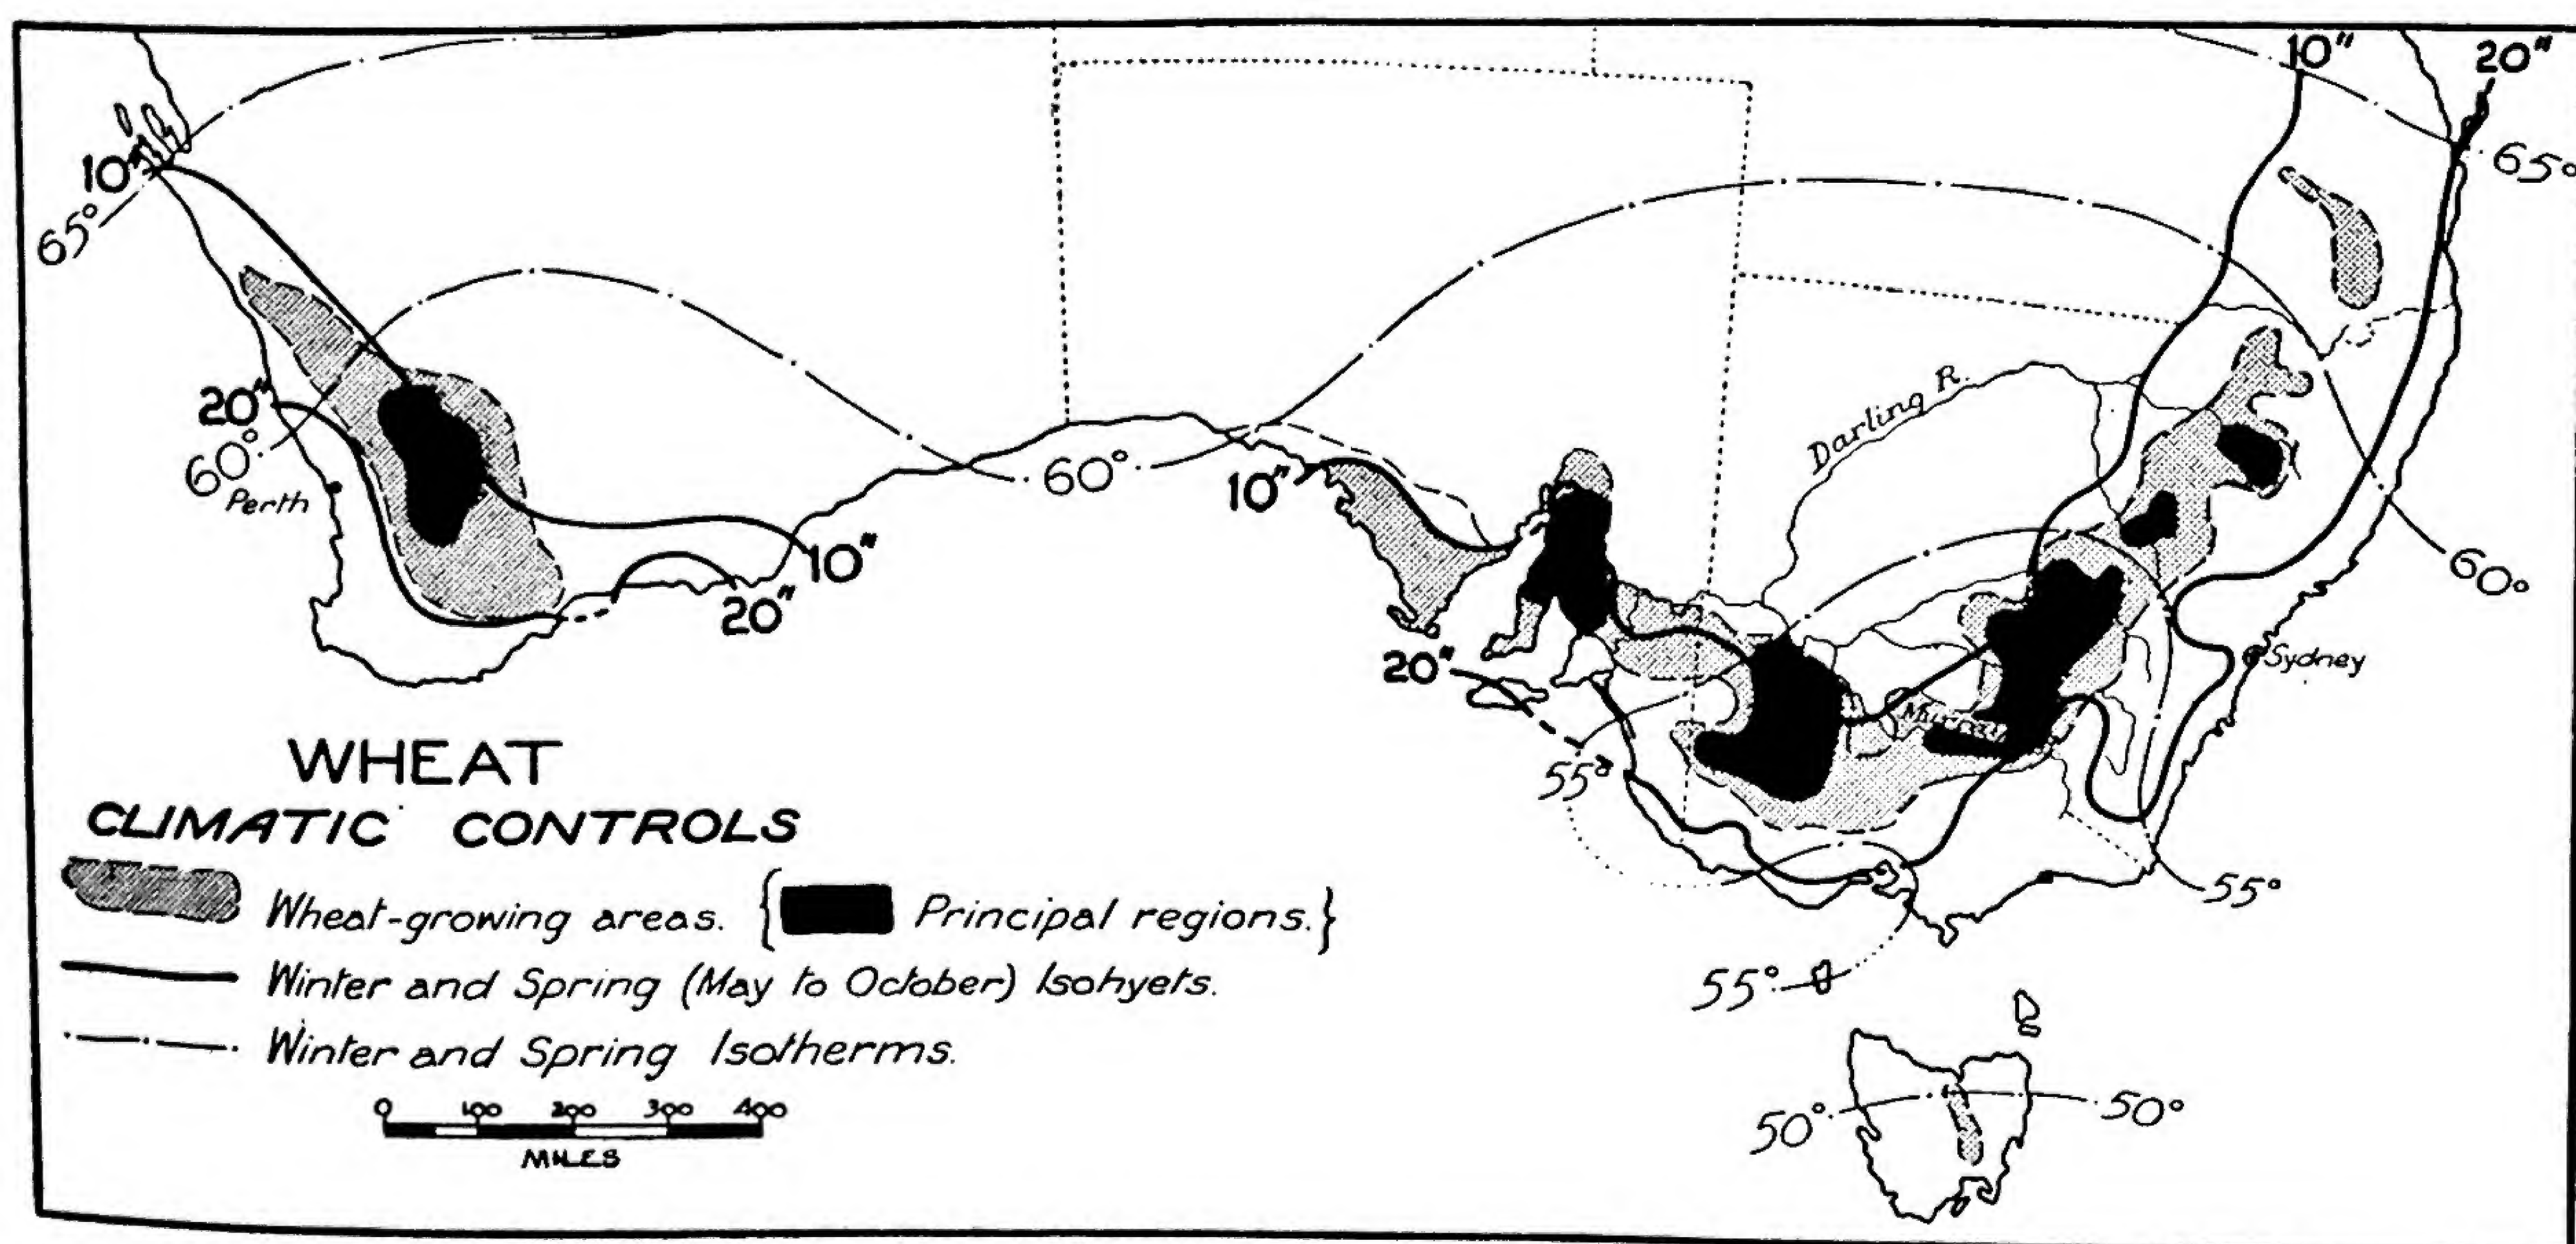 10" 20"
65°
10"
65°
20"
60°
Perth
60°
10"
20"
10"
Darling R.
60°
20"
Sydney
Murray
55°
55°
55°
50° 50°
WHEAT
CLIMATIC CONTROLS
Wheat-growing areas. { Principal regions. }
Winter and Spring (May to October) Isohyets.
Winter and Spring Isotherms.
0 100 200 300 400
MILES